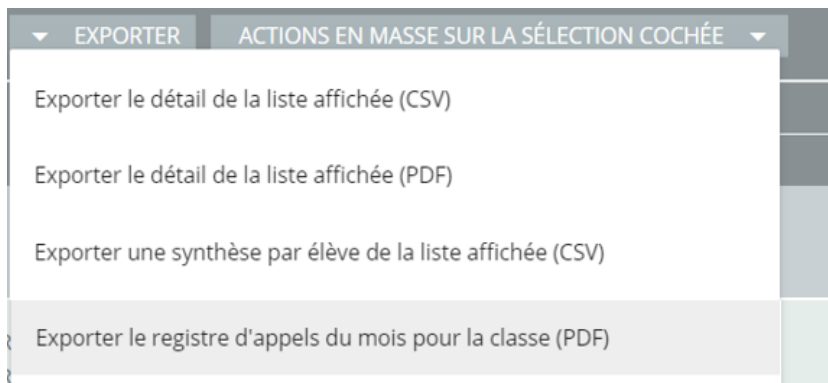 EXPORTER ACTIONS EN MASSE SUR LA SÉLECTION COCHÉE
Exporter le détail de la liste affichée (CSV)
Exporter le détail de la liste affichée (PDF)
Exporter une synthèse par élève de la liste affichée (CSV)
Exporter le registre d'appels du mois pour la classe (PDF)